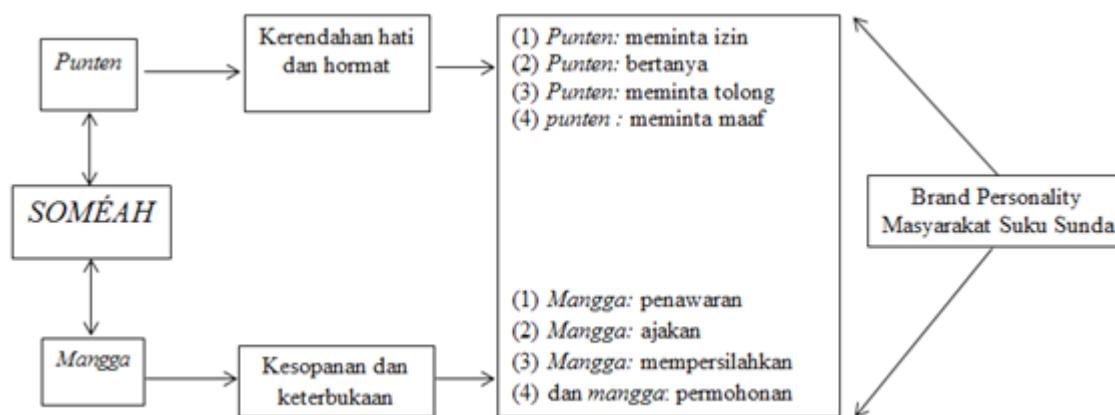 Punten
Kerendahan hati
dan hormat
(1) Punten: meminta izin
(2) Punten: bertanya
(3) Punten: meminta tolong
(4) punten : meminta maaf
SOMÉAH
Brand Personality
Masyarakat Suku Sunda
Mangga
Kesopanan dan
keterbukaan
(1) Mangga: penawaran
(2) Mangga: ajakan
(3) Mangga: mempersilahkan
(4) dan mangga: permohonan